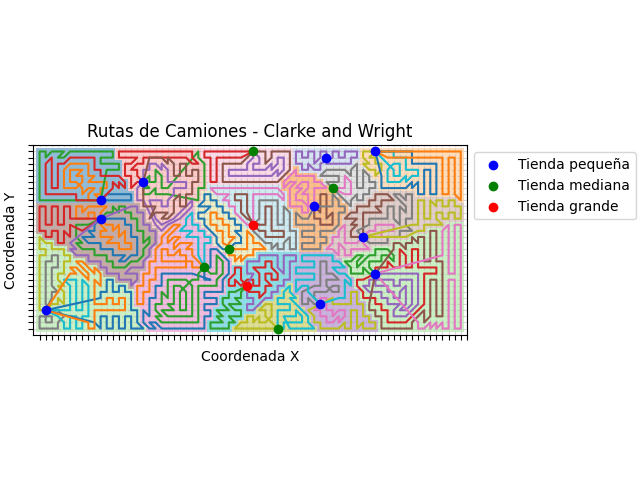 Rutas de Camiones - Clarke and Wright
Coordenada Y
Coordenada X
Tienda pequeña
Tienda mediana
Tienda grande